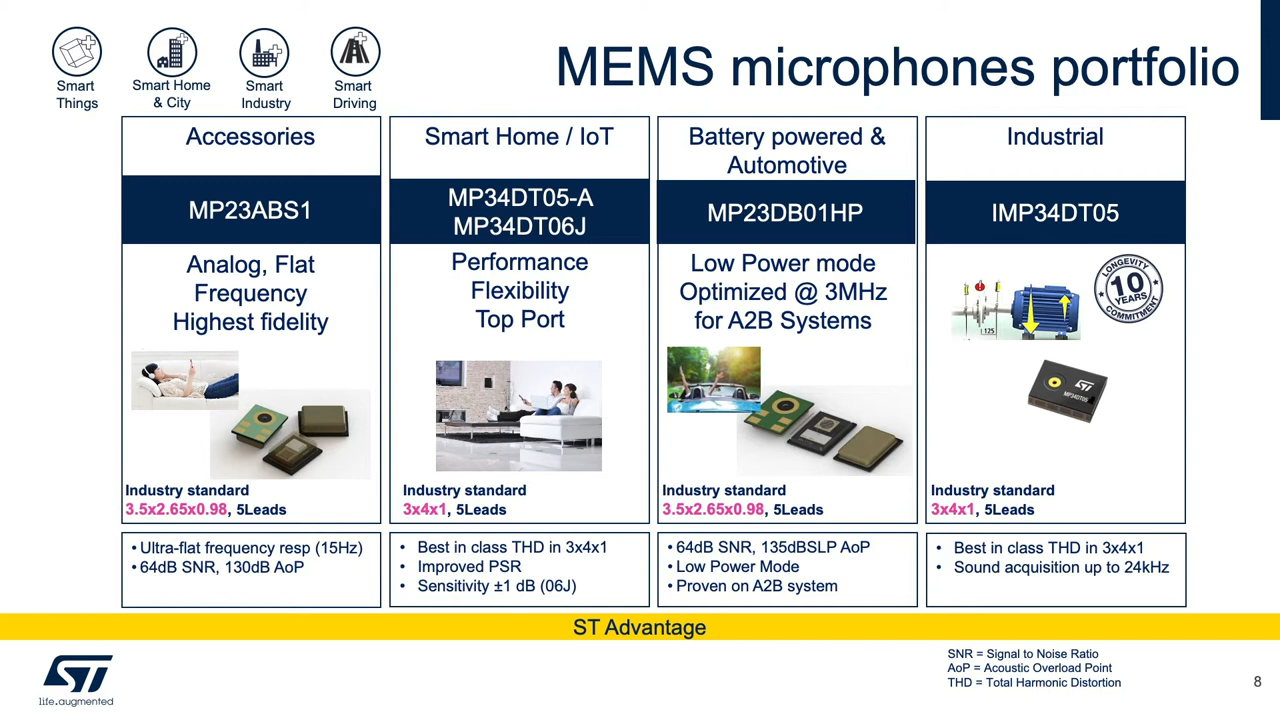 Smart
Things
Smart Home
& City
Smart
Industry
Smart
Driving
MEMS microphones portfolio
Accessories
MP23ABS1
Analog, Flat
Frequency
Highest fidelity
Industry standard
3.5x2.65x0.98, 5Leads
• Ultra-flat frequency resp (15Hz)
• 64dB SNR, 130dB AoP
Smart Home / IoT
MP34DT05-A
MP34DT06J
Performance
Flexibility
Top Port
Industry standard
3x4x1, 5Leads
• Best in class THD in 3x4x1
• Improved PSR
• Sensitivity ±1 dB (06J)
Battery powered &
Automotive
MP23DB01HP
Low Power mode
Optimized @ 3MHz
for A2B Systems
Industry standard
3.5x2.65x0.98, 5Leads
• 64dB SNR, 135dBSLP AoP
• Low Power Mode
• Proven on A2B system
Industrial
IMP34DT05
LONGEVITY
10
YEARS
COMMITMENT
125
ST
MP34DT05
Industry standard
3x4x1, 5Leads
• Best in class THD in 3x4x1
• Sound acquisition up to 24kHz
ST Advantage
ST
life.augmented
SNR = Signal to Noise Ratio
AoP = Acoustic Overload Point
THD = Total Harmonic Distortion
8